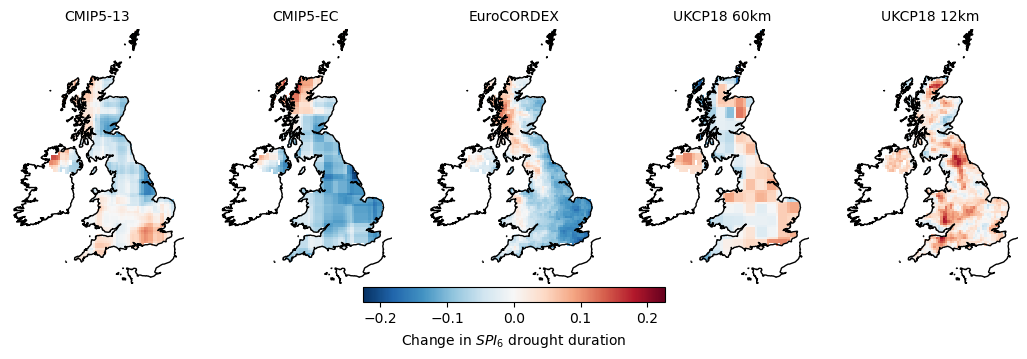 CMIP5-13 CMIP5-EC EuroCORDEX UKCP18 60km UKCP18 12km
−0.2 −0.1 0.0 0.1 0.2
Change in SPI₆ drought duration